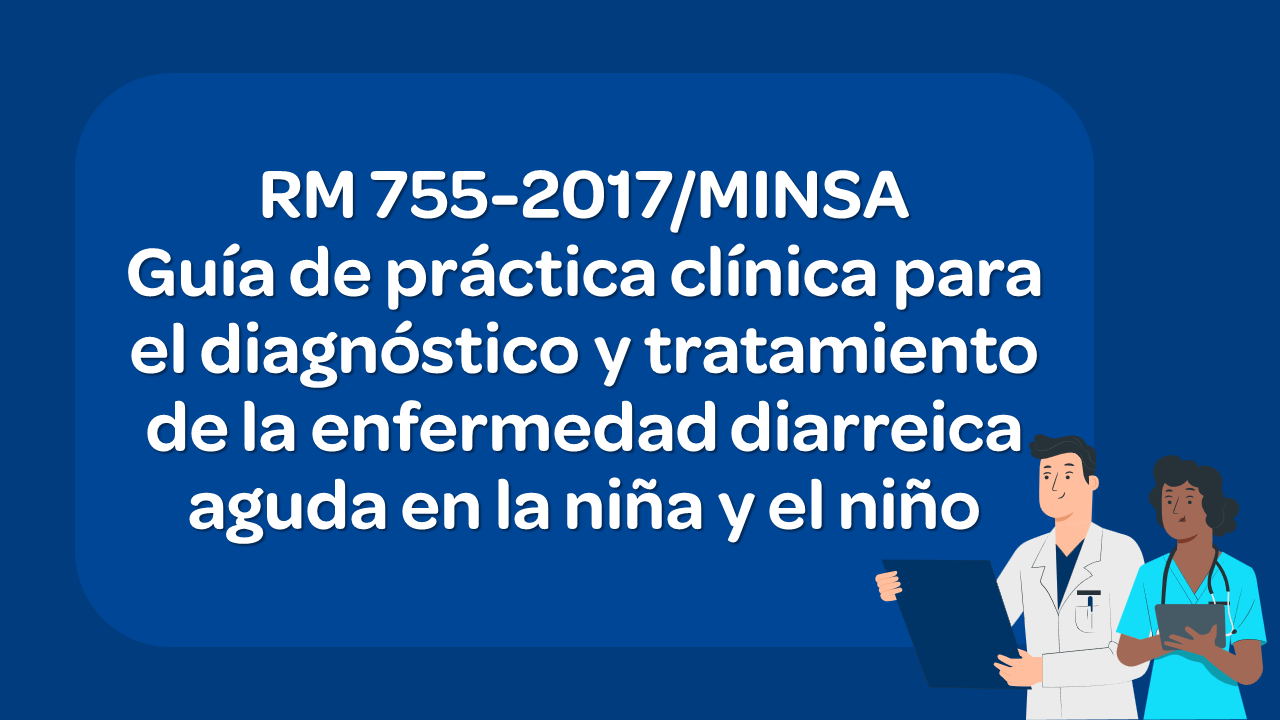 RM 755-2017/MINSA
Guía de práctica clínica para
el diagnóstico y tratamiento
de la enfermedad diarreica
aguda en la niña y el niño